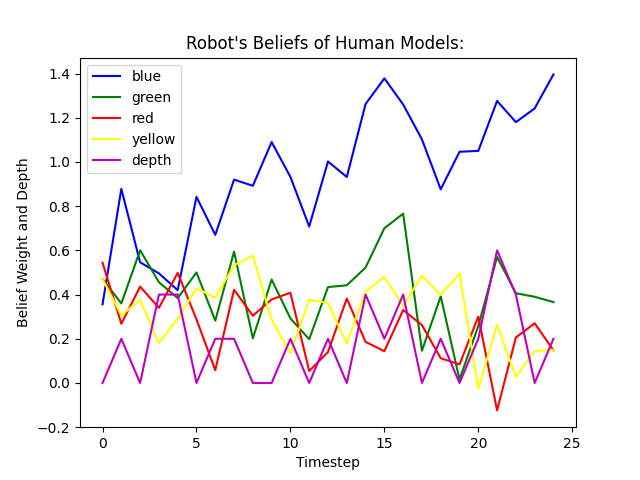 Robot's Beliefs of Human Models:
1.4
1.2
1.0
0.8
0.6
0.4
0.2
0.0
−0.2
Belief Weight and Depth
blue
green
red
yellow
depth
0 5 10 15 20 25
Timestep